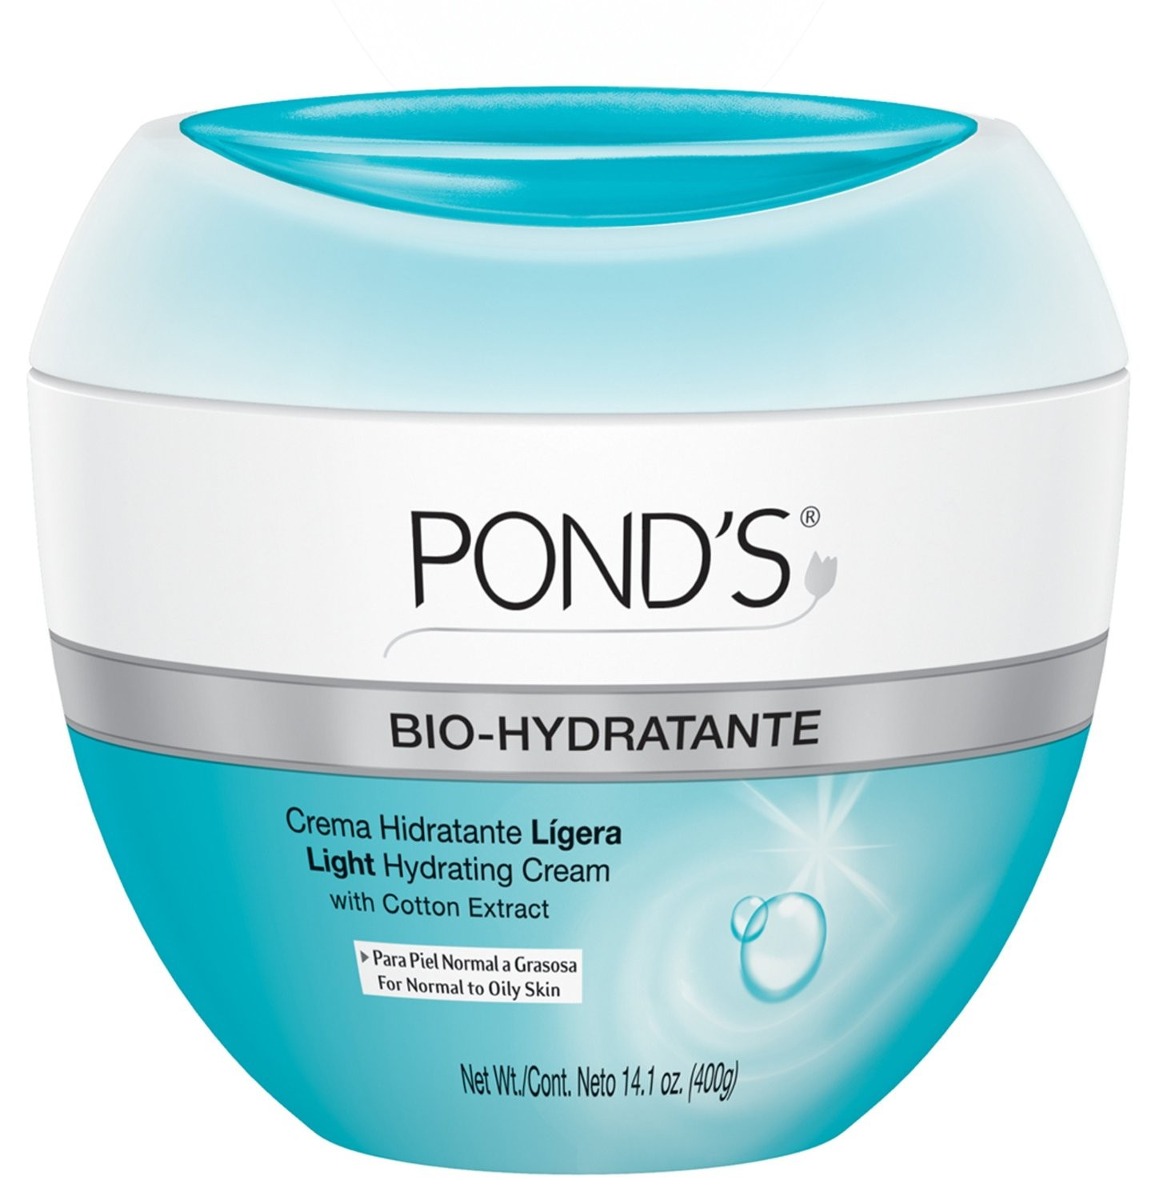 POND'S®
BIO-HYDRATANTE
Crema Hidratante Lígera
Light Hydrating Cream
with Cotton Extract
Para Piel Normal a Grasosa
For Normal to Oily Skin
Net Wt./Cont. Neto 14.1 oz. (400g)